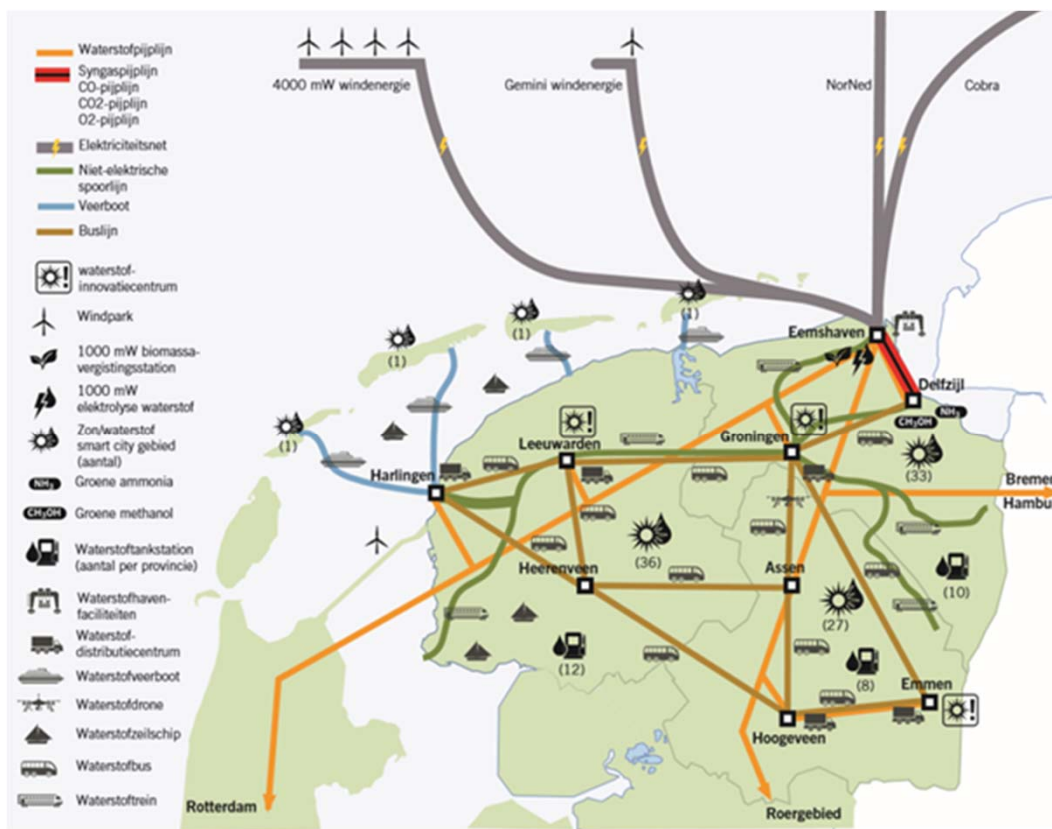 Waterstofpijplijn
Syngaspijplijn
CO-pijplijn
CO2-pijplijn
O2-pijplijn
Elektriciteitsnet
Niet-elektrische
spoorlijn
Veerboot
Buslijn
waterstof-
innovatiecentrum
Windpark
1000 mW biomassa-
vergistingsstation
1000 mW
elektrolyse waterstof
Zon/waterstof
smart city gebied
(aantal)
NH3
Groene ammonia
CH3OH
Groene methanol
Waterstoftankstation
(aantal per provincie)
Waterstofhaven-
faciliteiten
Waterstof-
distributiecentrum
Waterstofveerboot
Waterstofdrone
Waterstofzeilschip
Waterstofbus
Waterstoftrein
4000 mW windenergie
Gemini windenergie
NorNed
Cobra
(1)
(1)
(1)
(1)
Eemshaven
Delfzijl
NH3
CH3OH
Leeuwarden
Groningen
(33)
Harlingen
Bremen
Hambu
(36)
Heerenveen
Assen
(10)
(27)
(12)
(8)
Emmen
Hoogeveen
Rotterdam
Roergebied